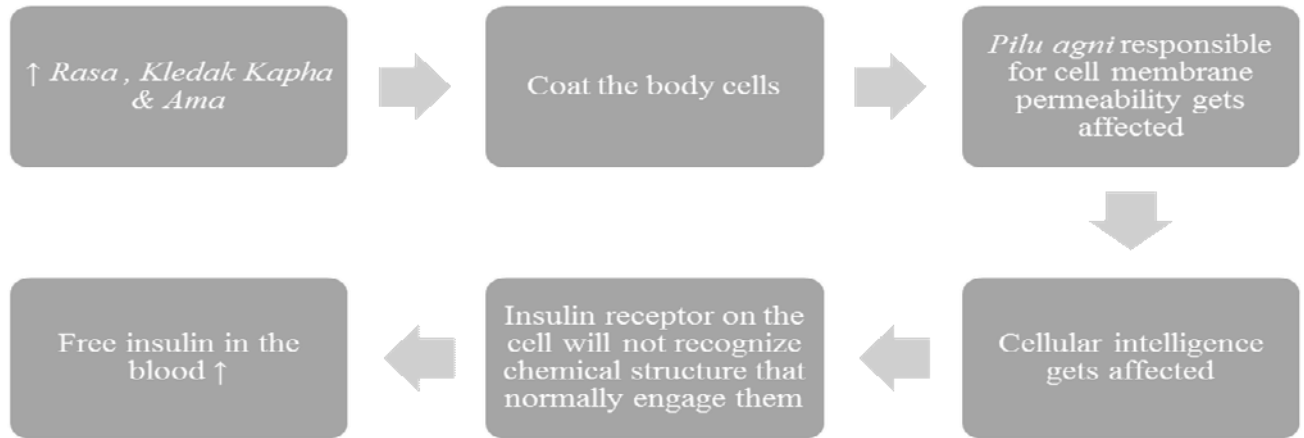 ↑ Rasa , Kledak Kapha
& Ama
Coat the body cells
Pilu agni responsible
for cell membrane
permeability gets
affected
Cellular intelligence
gets affected
Insulin receptor on the
cell will not recognize
chemical structure that
normally engage them
Free insulin in the
blood ↑